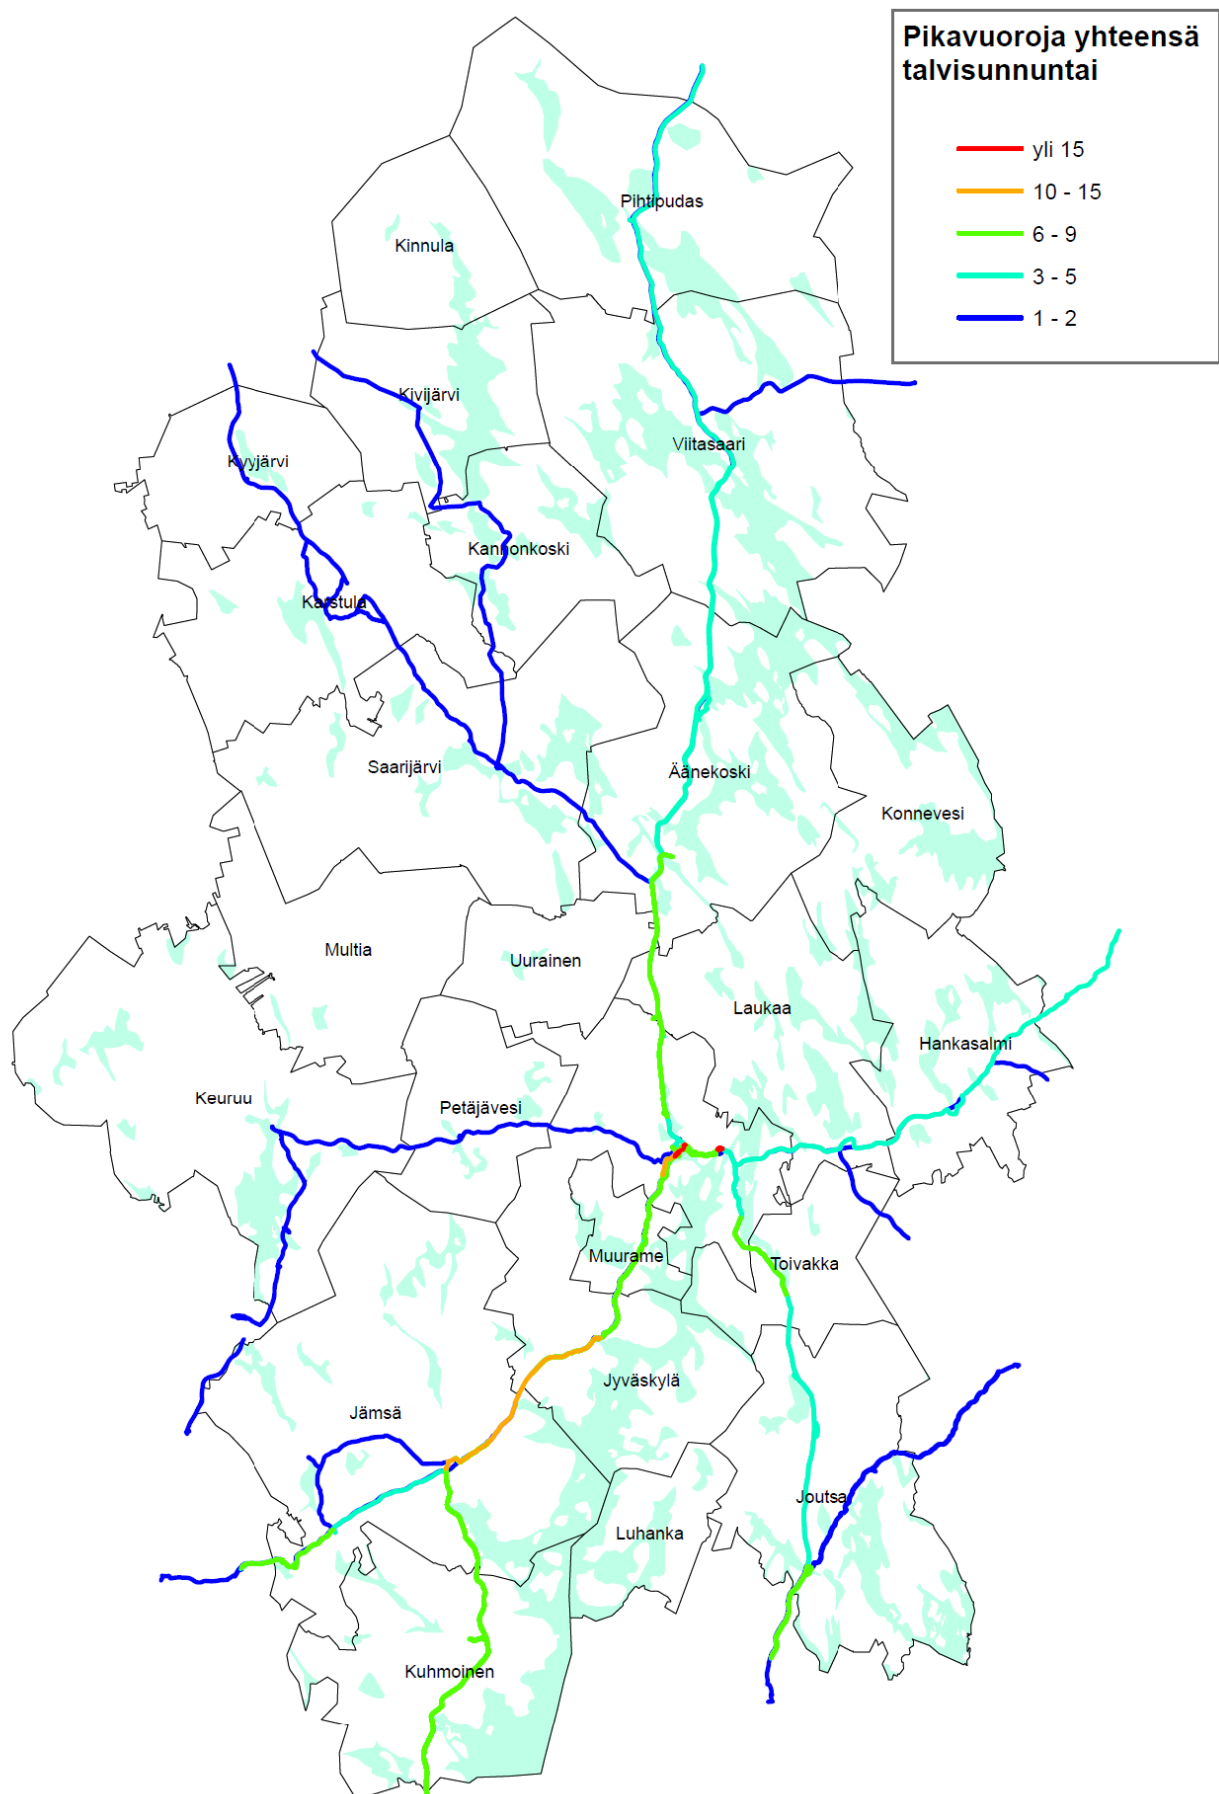 Pikavuoroja yhteensä
talvisunnuntai
yli 15
10 - 15
6 - 9
3 - 5
1 - 2
Pihtipudas
Kinnula
Kivijärvi
Viitasaari
Kyyjärvi
Kannonkoski
Karstula
Saarijärvi
Äänekoski
Konnevesi
Multia
Uurainen
Laukaa
Hankasalmi
Keuruu
Petäjävesi
Muurame
Toivakka
Jyväskylä
Jämsä
Joutsa
Luhanka
Kuhmoinen